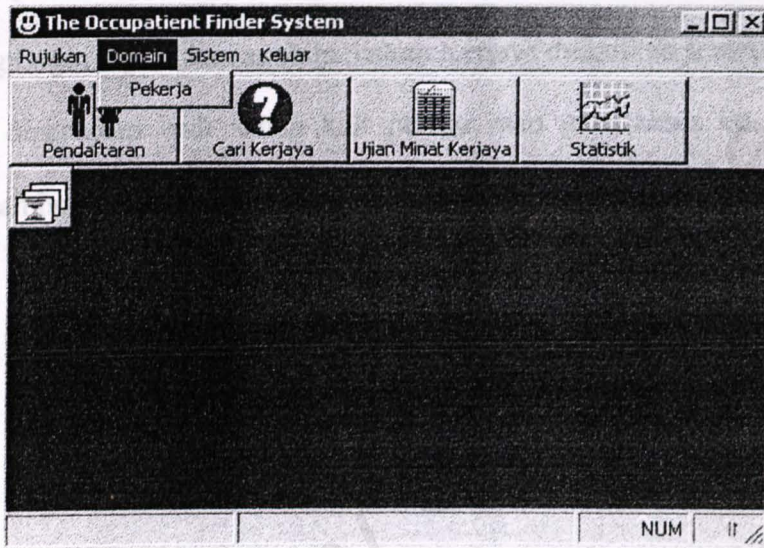 The Occupatient Finder System
Rujukan Domain Sistem Keluar
Pekerja
Pendaftaran Cari Kerjaya Ujian Minat Kerjaya Statistik
NUM